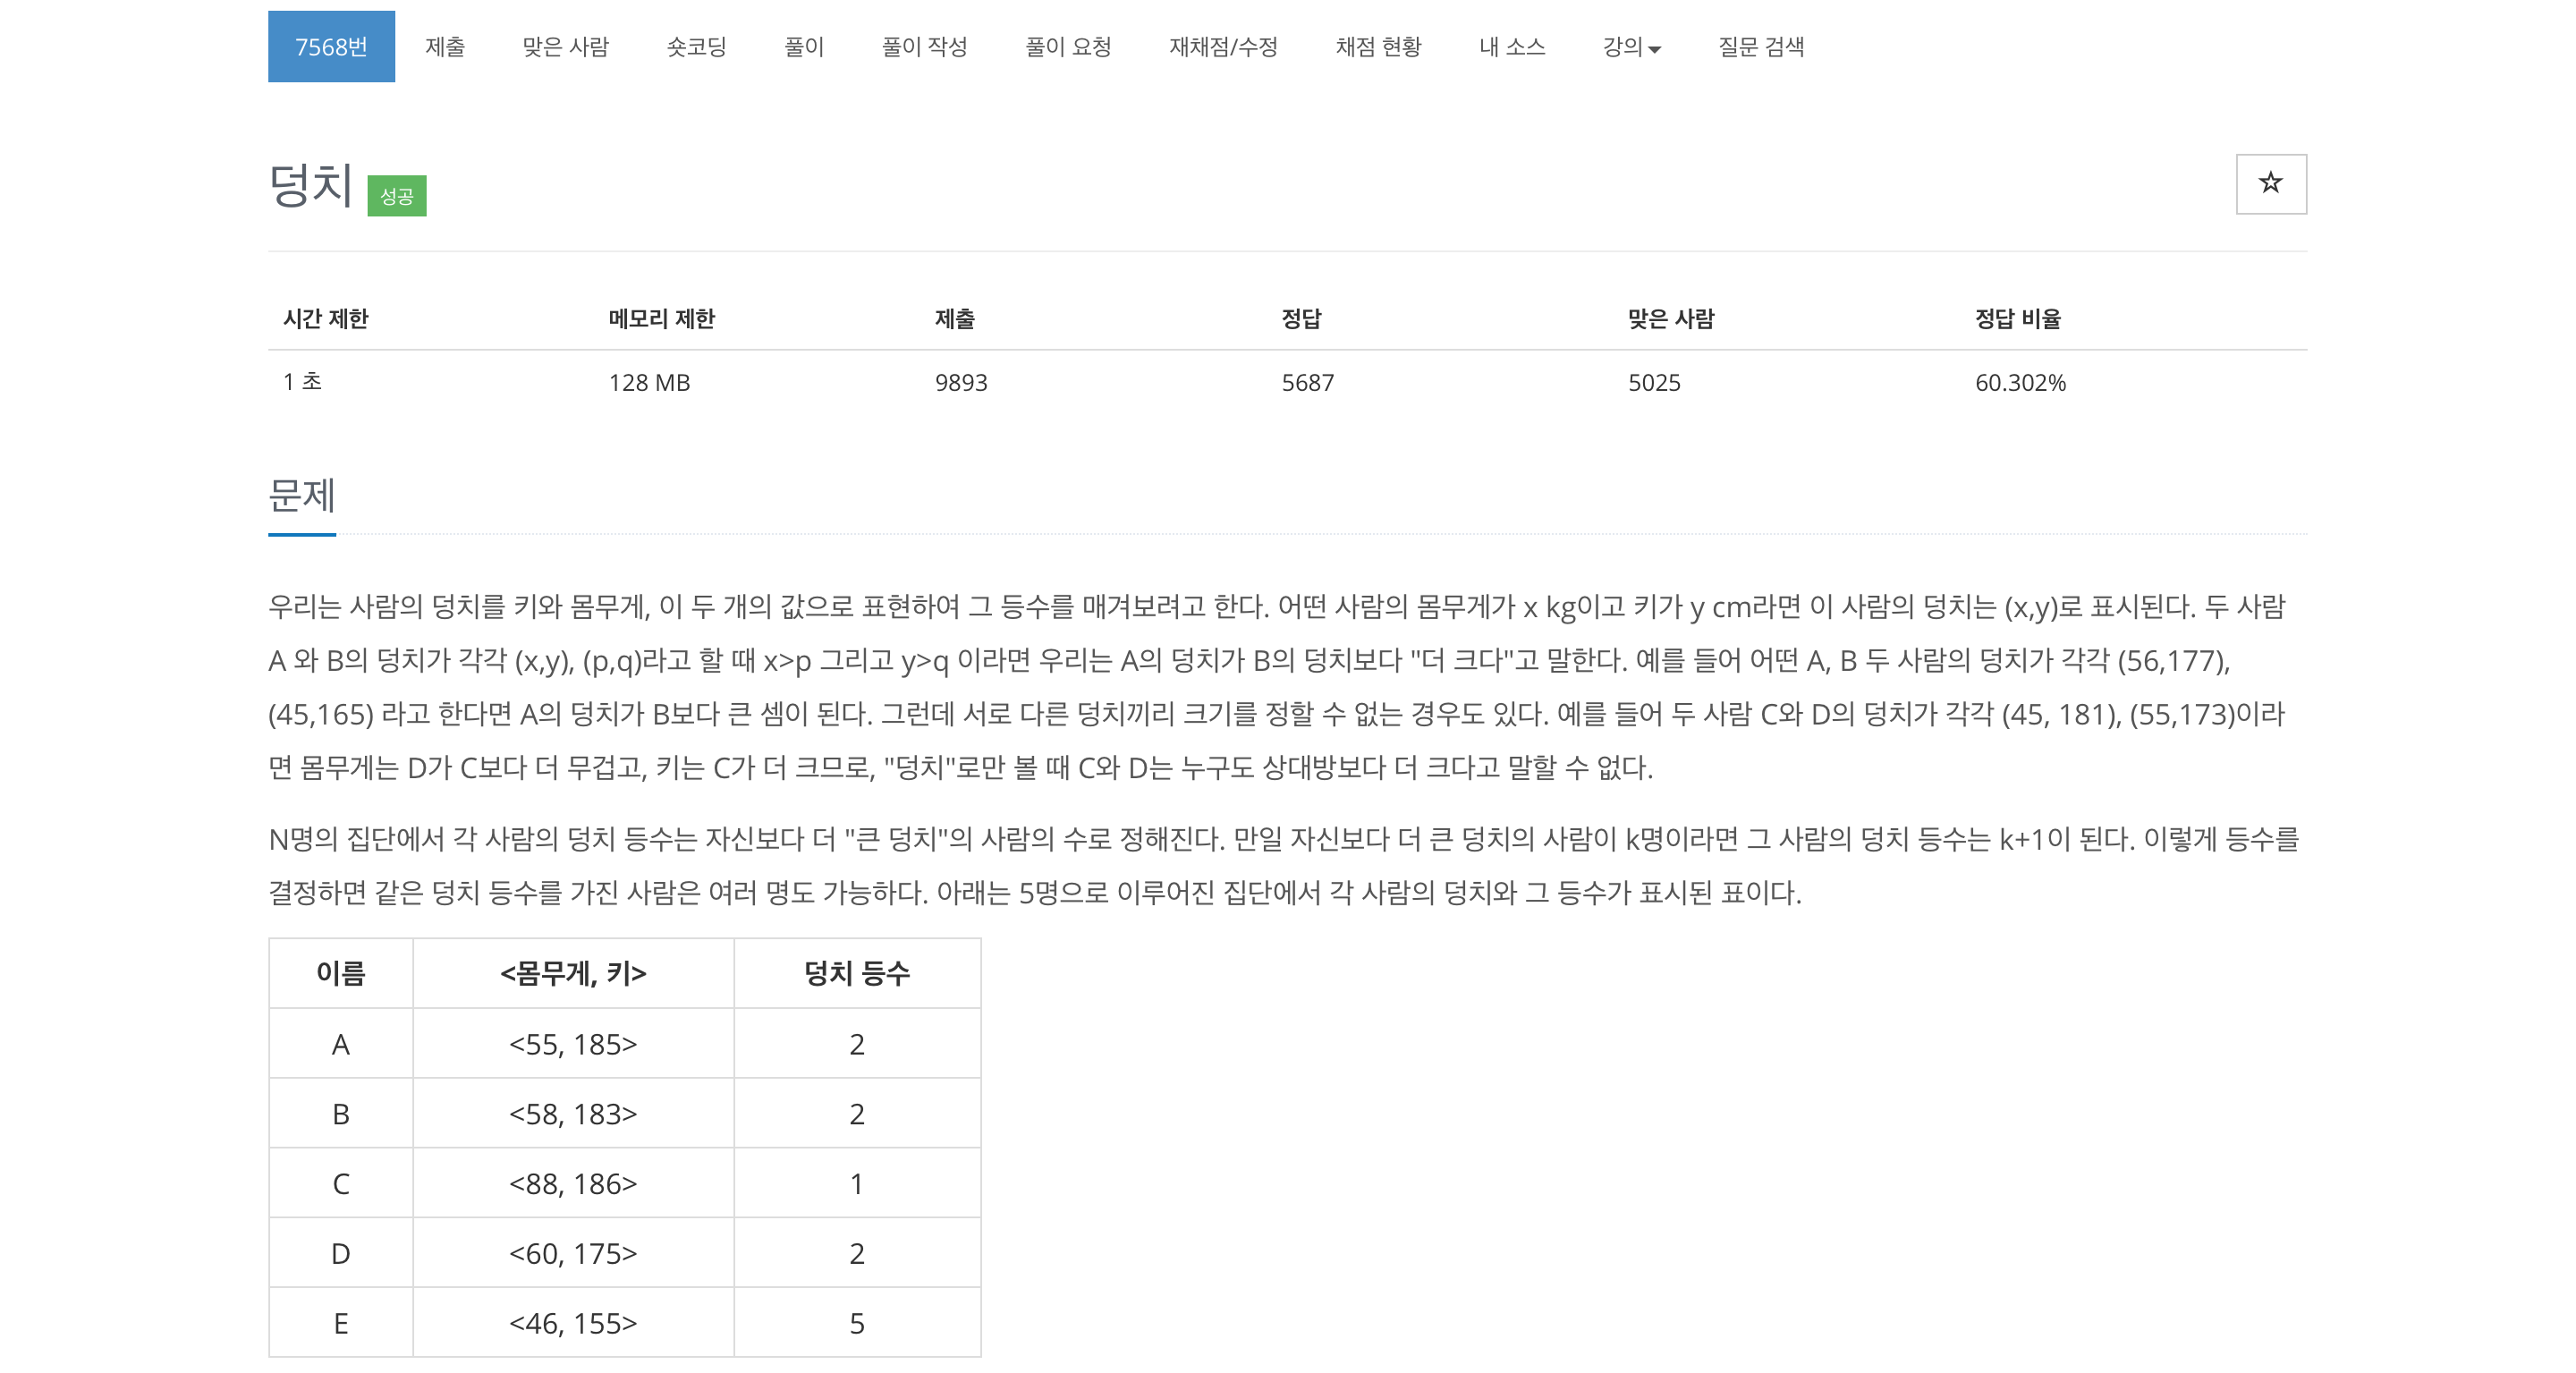 7568번 제출 맞은 사람 숏코딩 풀이 풀이 작성 풀이 요청 재채점/수정 채점 현황 내 소스 강의 질문 검색
덩치 성공
시간 제한 메모리 제한 제출 정답 맞은 사람 정답 비율
1 초 128 MB 9893 5687 5025 60.302%
문제
우리는 사람의 덩치를 키와 몸무게, 이 두 개의 값으로 표현하여 그 등수를 매겨보려고 한다. 어떤 사람의 몸무게가 x kg이고 키가 y cm라면 이 사람의 덩치는 (x,y)로 표시된다. 두 사람
A 와 B의 덩치가 각각 (x,y), (p,q)라고 할 때 x>p 그리고 y>q 이라면 우리는 A의 덩치가 B의 덩치보다 "더 크다"고 말한다. 예를 들어 어떤 A, B 두 사람의 덩치가 각각 (56,177),
(45,165) 라고 한다면 A의 덩치가 B보다 큰 셈이 된다. 그런데 서로 다른 덩치끼리 크기를 정할 수 없는 경우도 있다. 예를 들어 두 사람 C와 D의 덩치가 각각 (45, 181), (55,173)이라
면 몸무게는 D가 C보다 더 무겁고, 키는 C가 더 크므로, "덩치"로만 볼 때 C와 D는 누구도 상대방보다 더 크다고 말할 수 없다.
N명의 집단에서 각 사람의 덩치 등수는 자신보다 더 "큰 덩치"의 사람의 수로 정해진다. 만일 자신보다 더 큰 덩치의 사람이 k명이라면 그 사람의 덩치 등수는 k+1이 된다. 이렇게 등수를
결정하면 같은 덩치 등수를 가진 사람은 여러 명도 가능하다. 아래는 5명으로 이루어진 집단에서 각 사람의 덩치와 그 등수가 표시된 표이다.
이름 <몸무게, 키> 덩치 등수
A <55, 185> 2
B <58, 183> 2
C <88, 186> 1
D <60, 175> 2
E <46, 155> 5